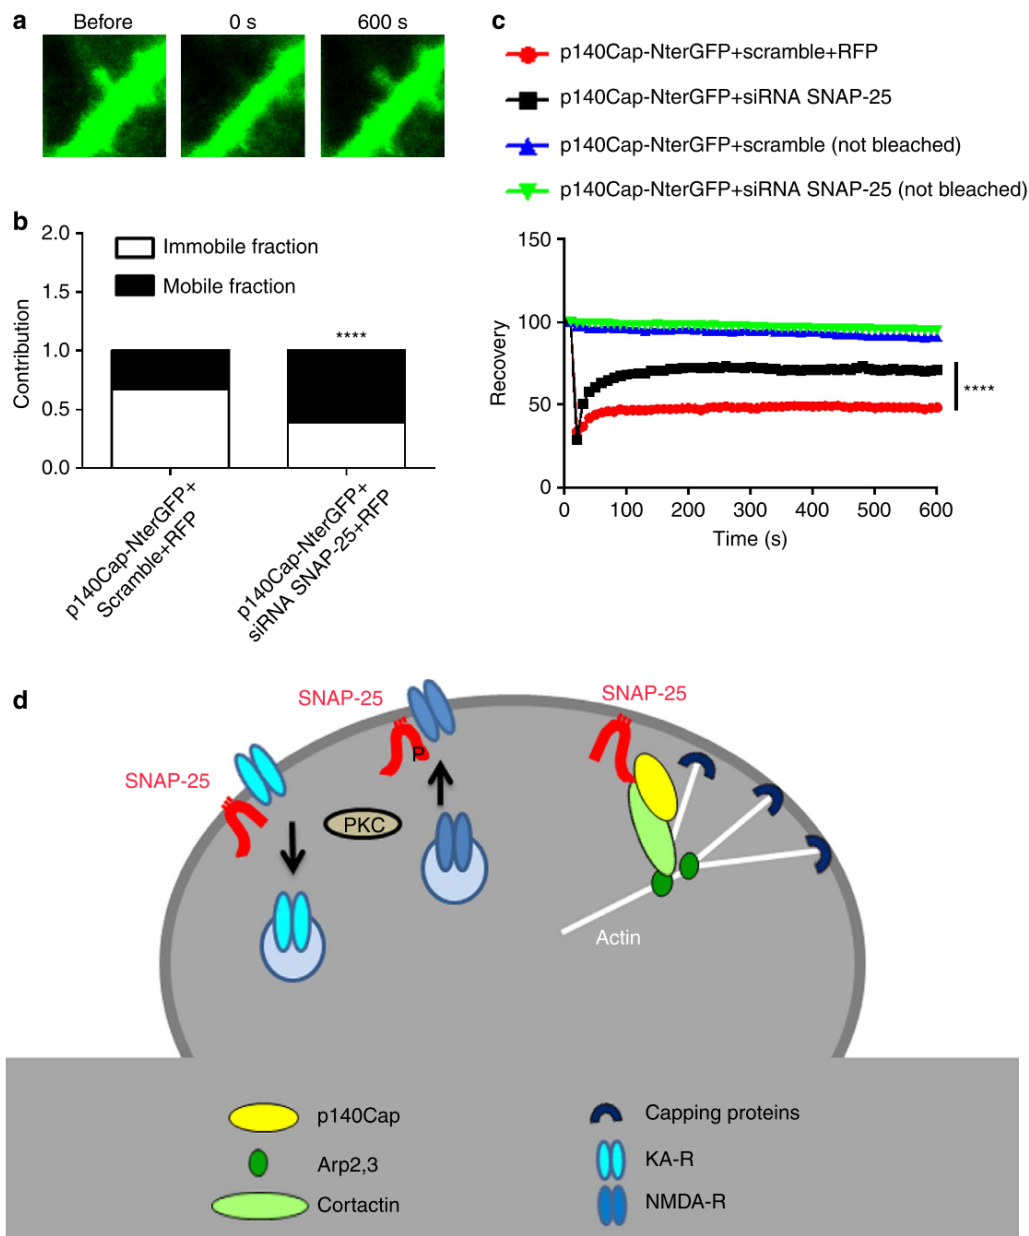 a
Before
0 s
600 s
b
2.0
1.5
1.0
0.5
0.0
Contribution
Immobile fraction
Mobile fraction
****
p140Cap-NterGFP+
Scramble+RFP
p140Cap-NterGFP+
siRNA SNAP-25+RFP
c
p140Cap-NterGFP+scramble+RFP
p140Cap-NterGFP+siRNA SNAP-25
p140Cap-NterGFP+scramble (not bleached)
p140Cap-NterGFP+siRNA SNAP-25 (not bleached)
150
100
50
0
Recovery
****
0
100
200
300
400
500
600
Time (s)
d
SNAP-25
SNAP-25
SNAP-25
P
PKC
Actin
p140Cap
Arp2,3
Cortactin
Capping proteins
KA-R
NMDA-R